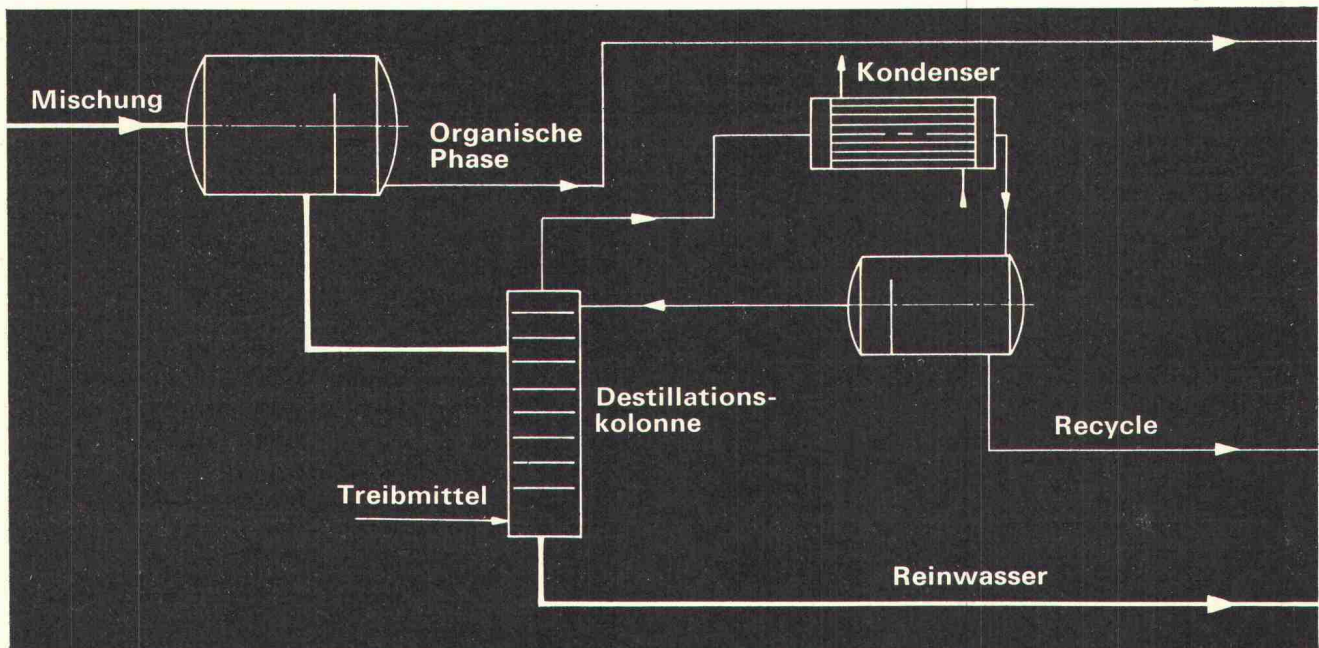 Mischung
Organische
Phase
Kondenser
Destillations-
kolonne
Recycle
Treibmittel
Reinwasser